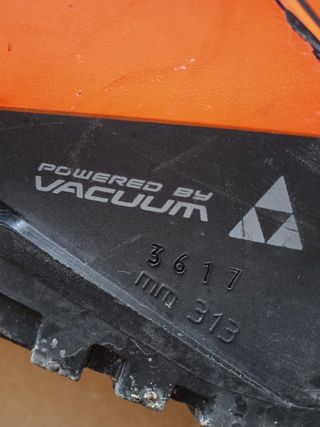 POWERED BY
VACUUM
3617
mm 313